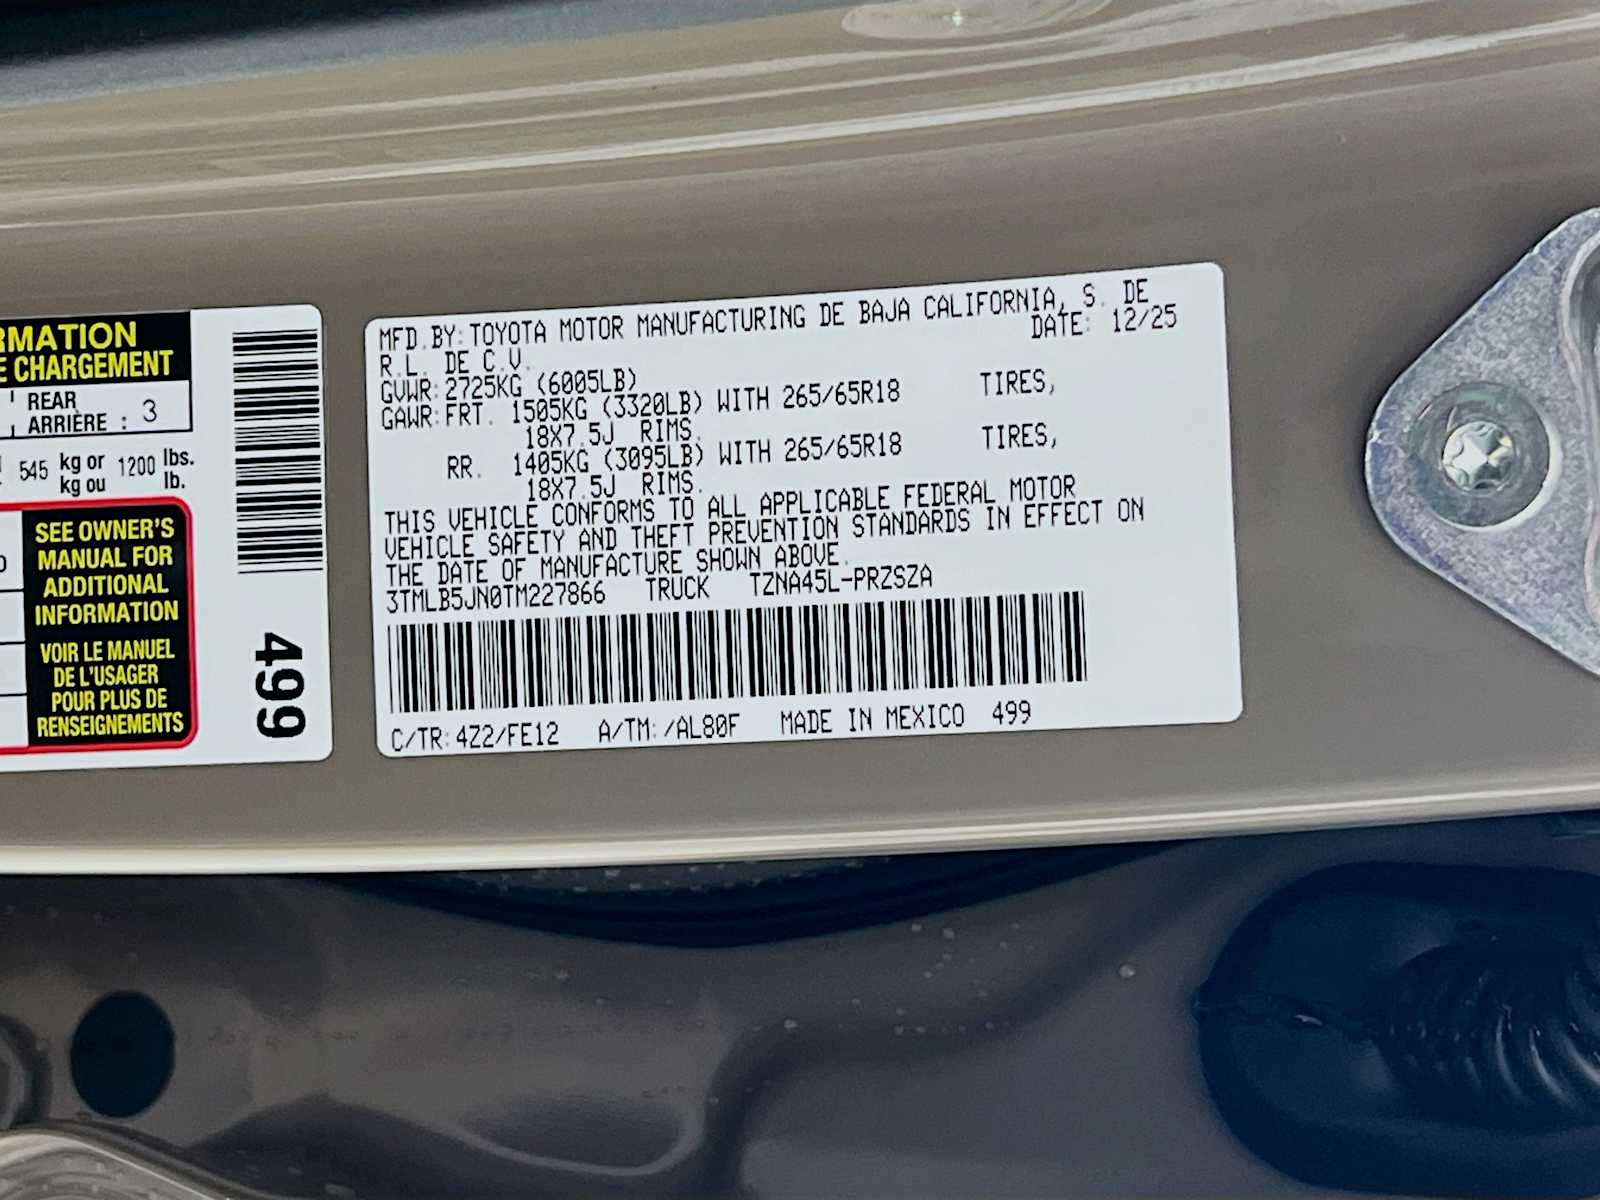 RMATION
E CHARGEMENT
REAR
ARRIÈRE : 3
545 kg or 1200 lbs.
kg ou lb.
SEE OWNER'S
MANUAL FOR
ADDITIONAL
INFORMATION
VOIR LE MANUEL
DE L'USAGER
POUR PLUS DE
RENSEIGNEMENTS
499
MFD.BY:TOYOTA MOTOR MANUFACTURING DE BAJA CALIFORNIA, S. DE
R.L. DE C.V. DATE: 12/25
GVWR:2725KG (6005LB)
GAWR:FRT. 1505KG (3320LB) WITH 265/65R18 TIRES,
18X7.5J RIMS.
RR. 1405KG (3095LB) WITH 265/65R18 TIRES,
18X7.5J RIMS.
THIS VEHICLE CONFORMS TO ALL APPLICABLE FEDERAL MOTOR
VEHICLE SAFETY AND THEFT PREVENTION STANDARDS IN EFFECT ON
THE DATE OF MANUFACTURE SHOWN ABOVE.
3TMLB5JN0TM227866 TRUCK TZNA45L-PRZSZA
C/TR:4Z2/FE12 A/TM:/AL80F MADE IN MEXICO 499